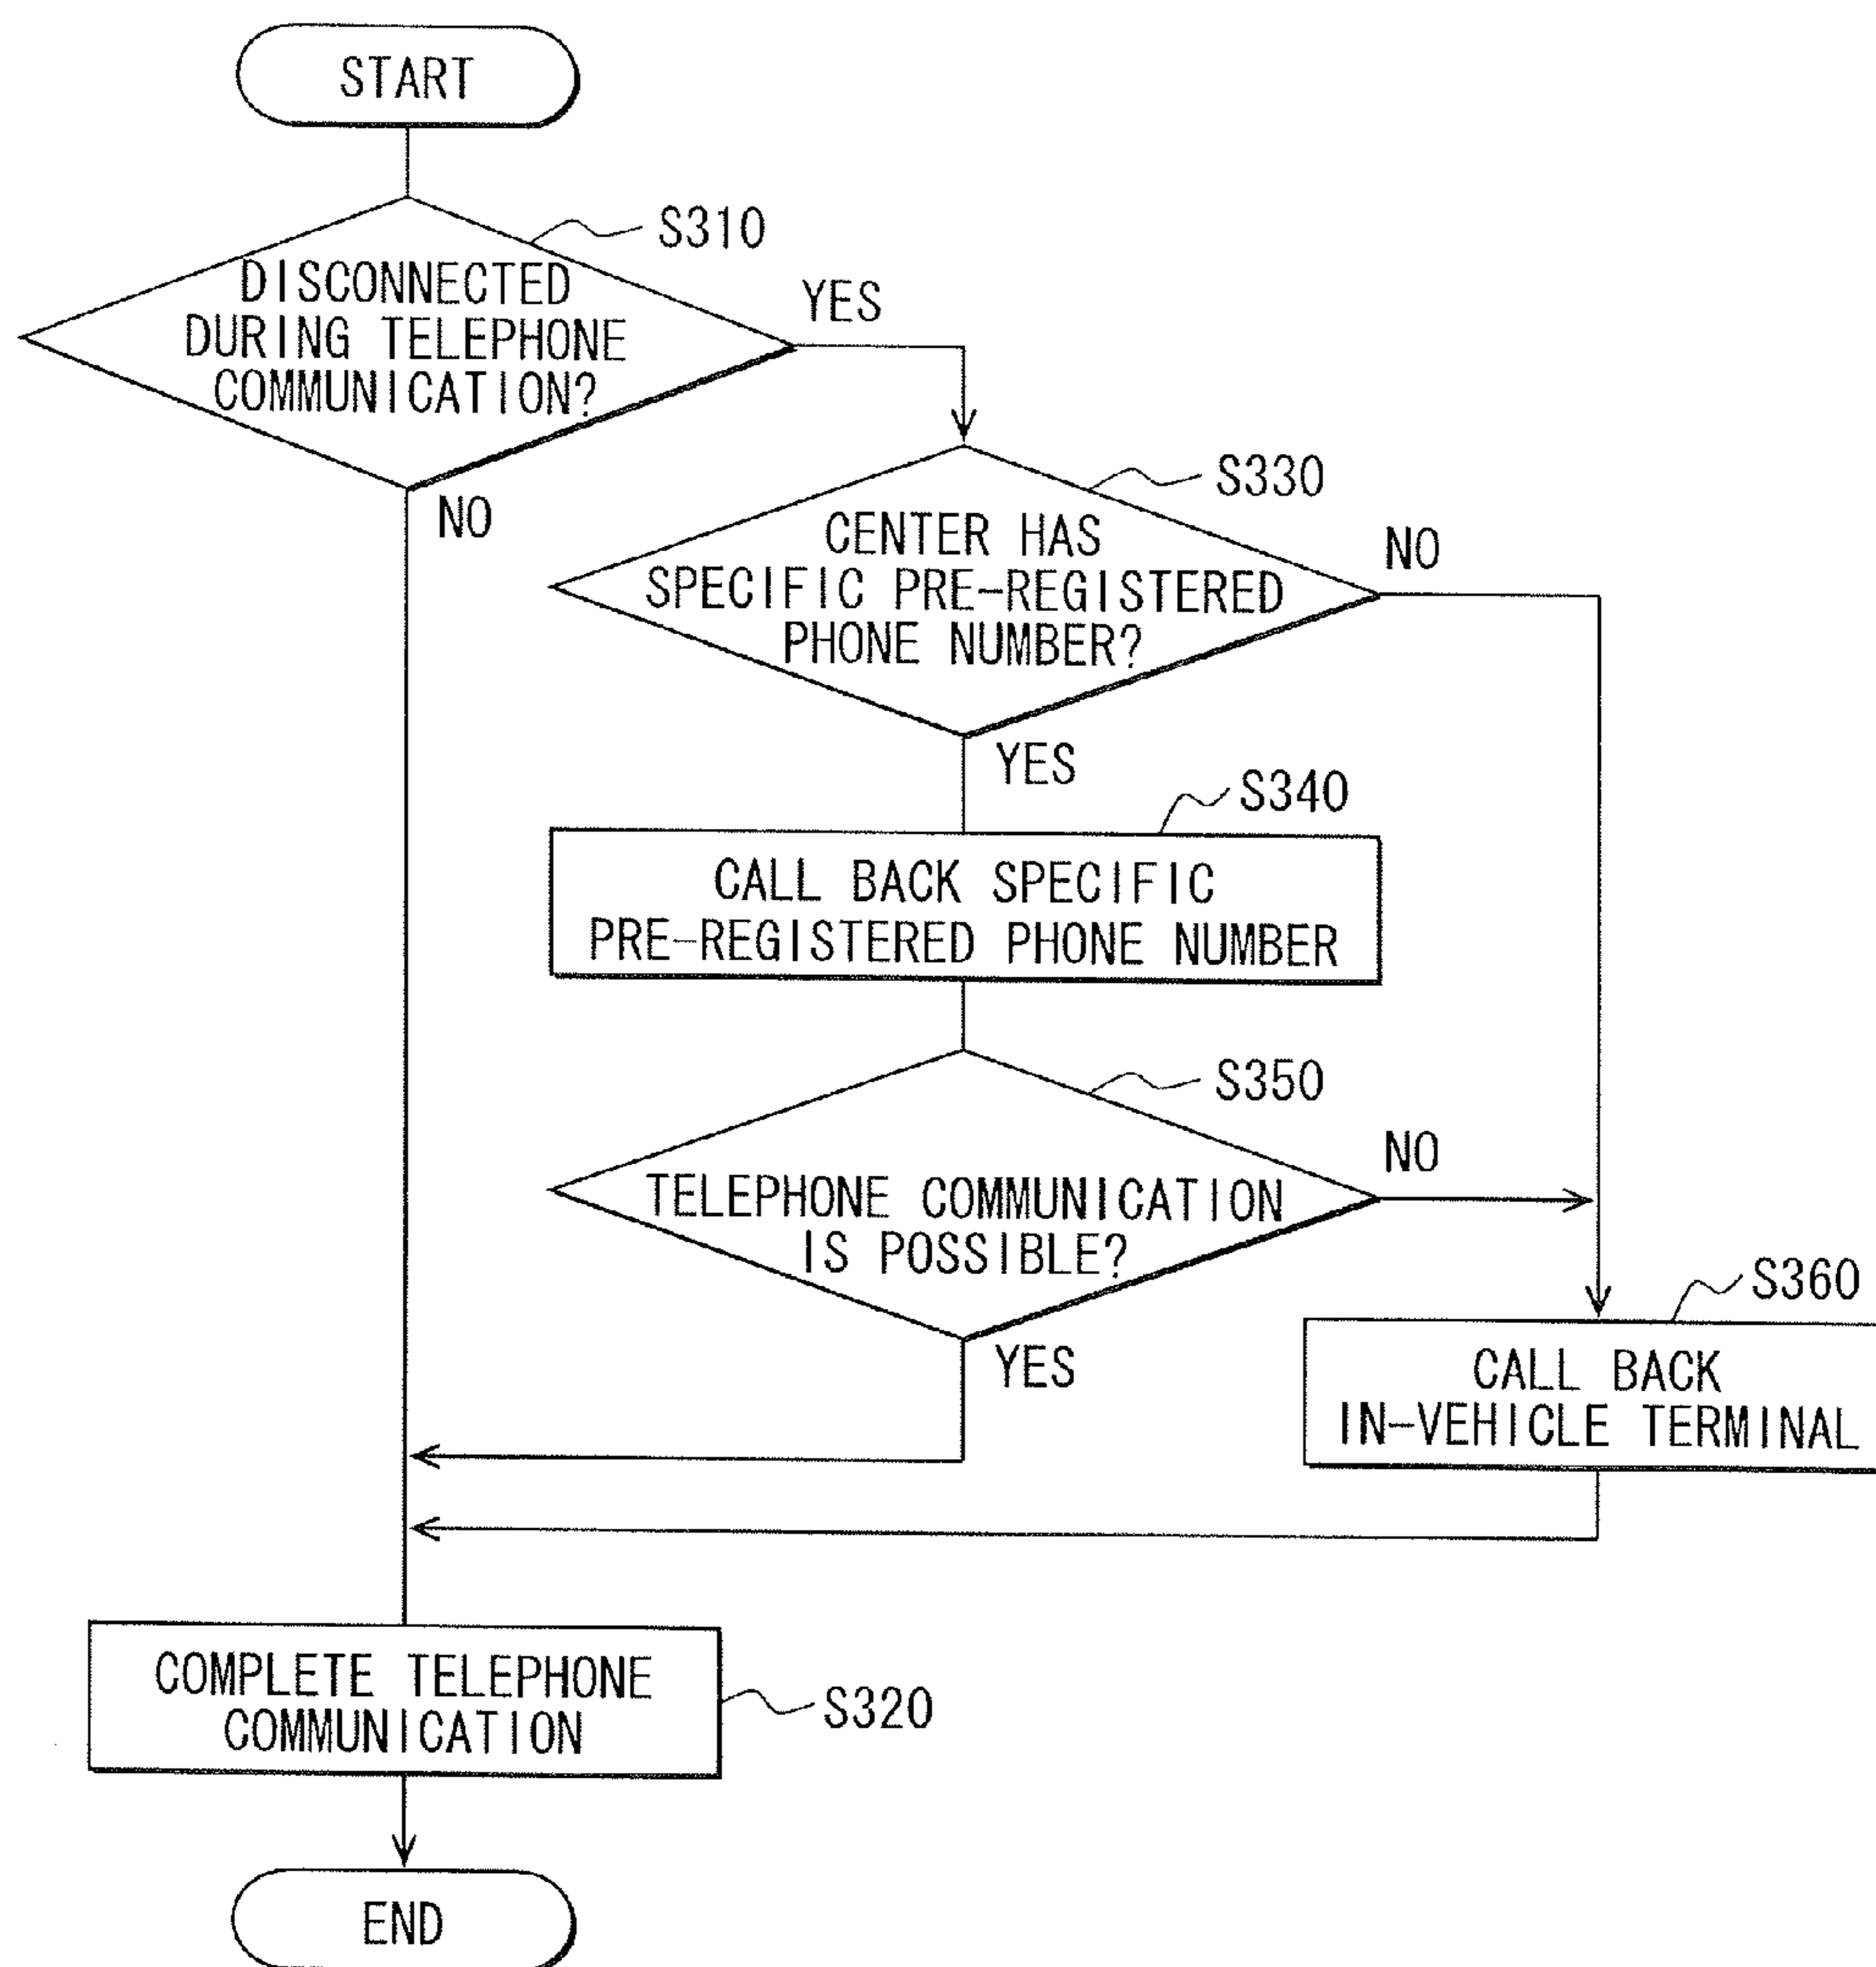 START
S310
DISCONNECTED
DURING TELEPHONE
COMMUNICATION?
YES
NO
S330
CENTER HAS
SPECIFIC PRE-REGISTERED
PHONE NUMBER?
NO
YES
S340
CALL BACK SPECIFIC
PRE-REGISTERED PHONE NUMBER
S350
TELEPHONE COMMUNICATION
IS POSSIBLE?
NO
YES
S360
CALL BACK
IN-VEHICLE TERMINAL
COMPLETE TELEPHONE
COMMUNICATION
S320
END